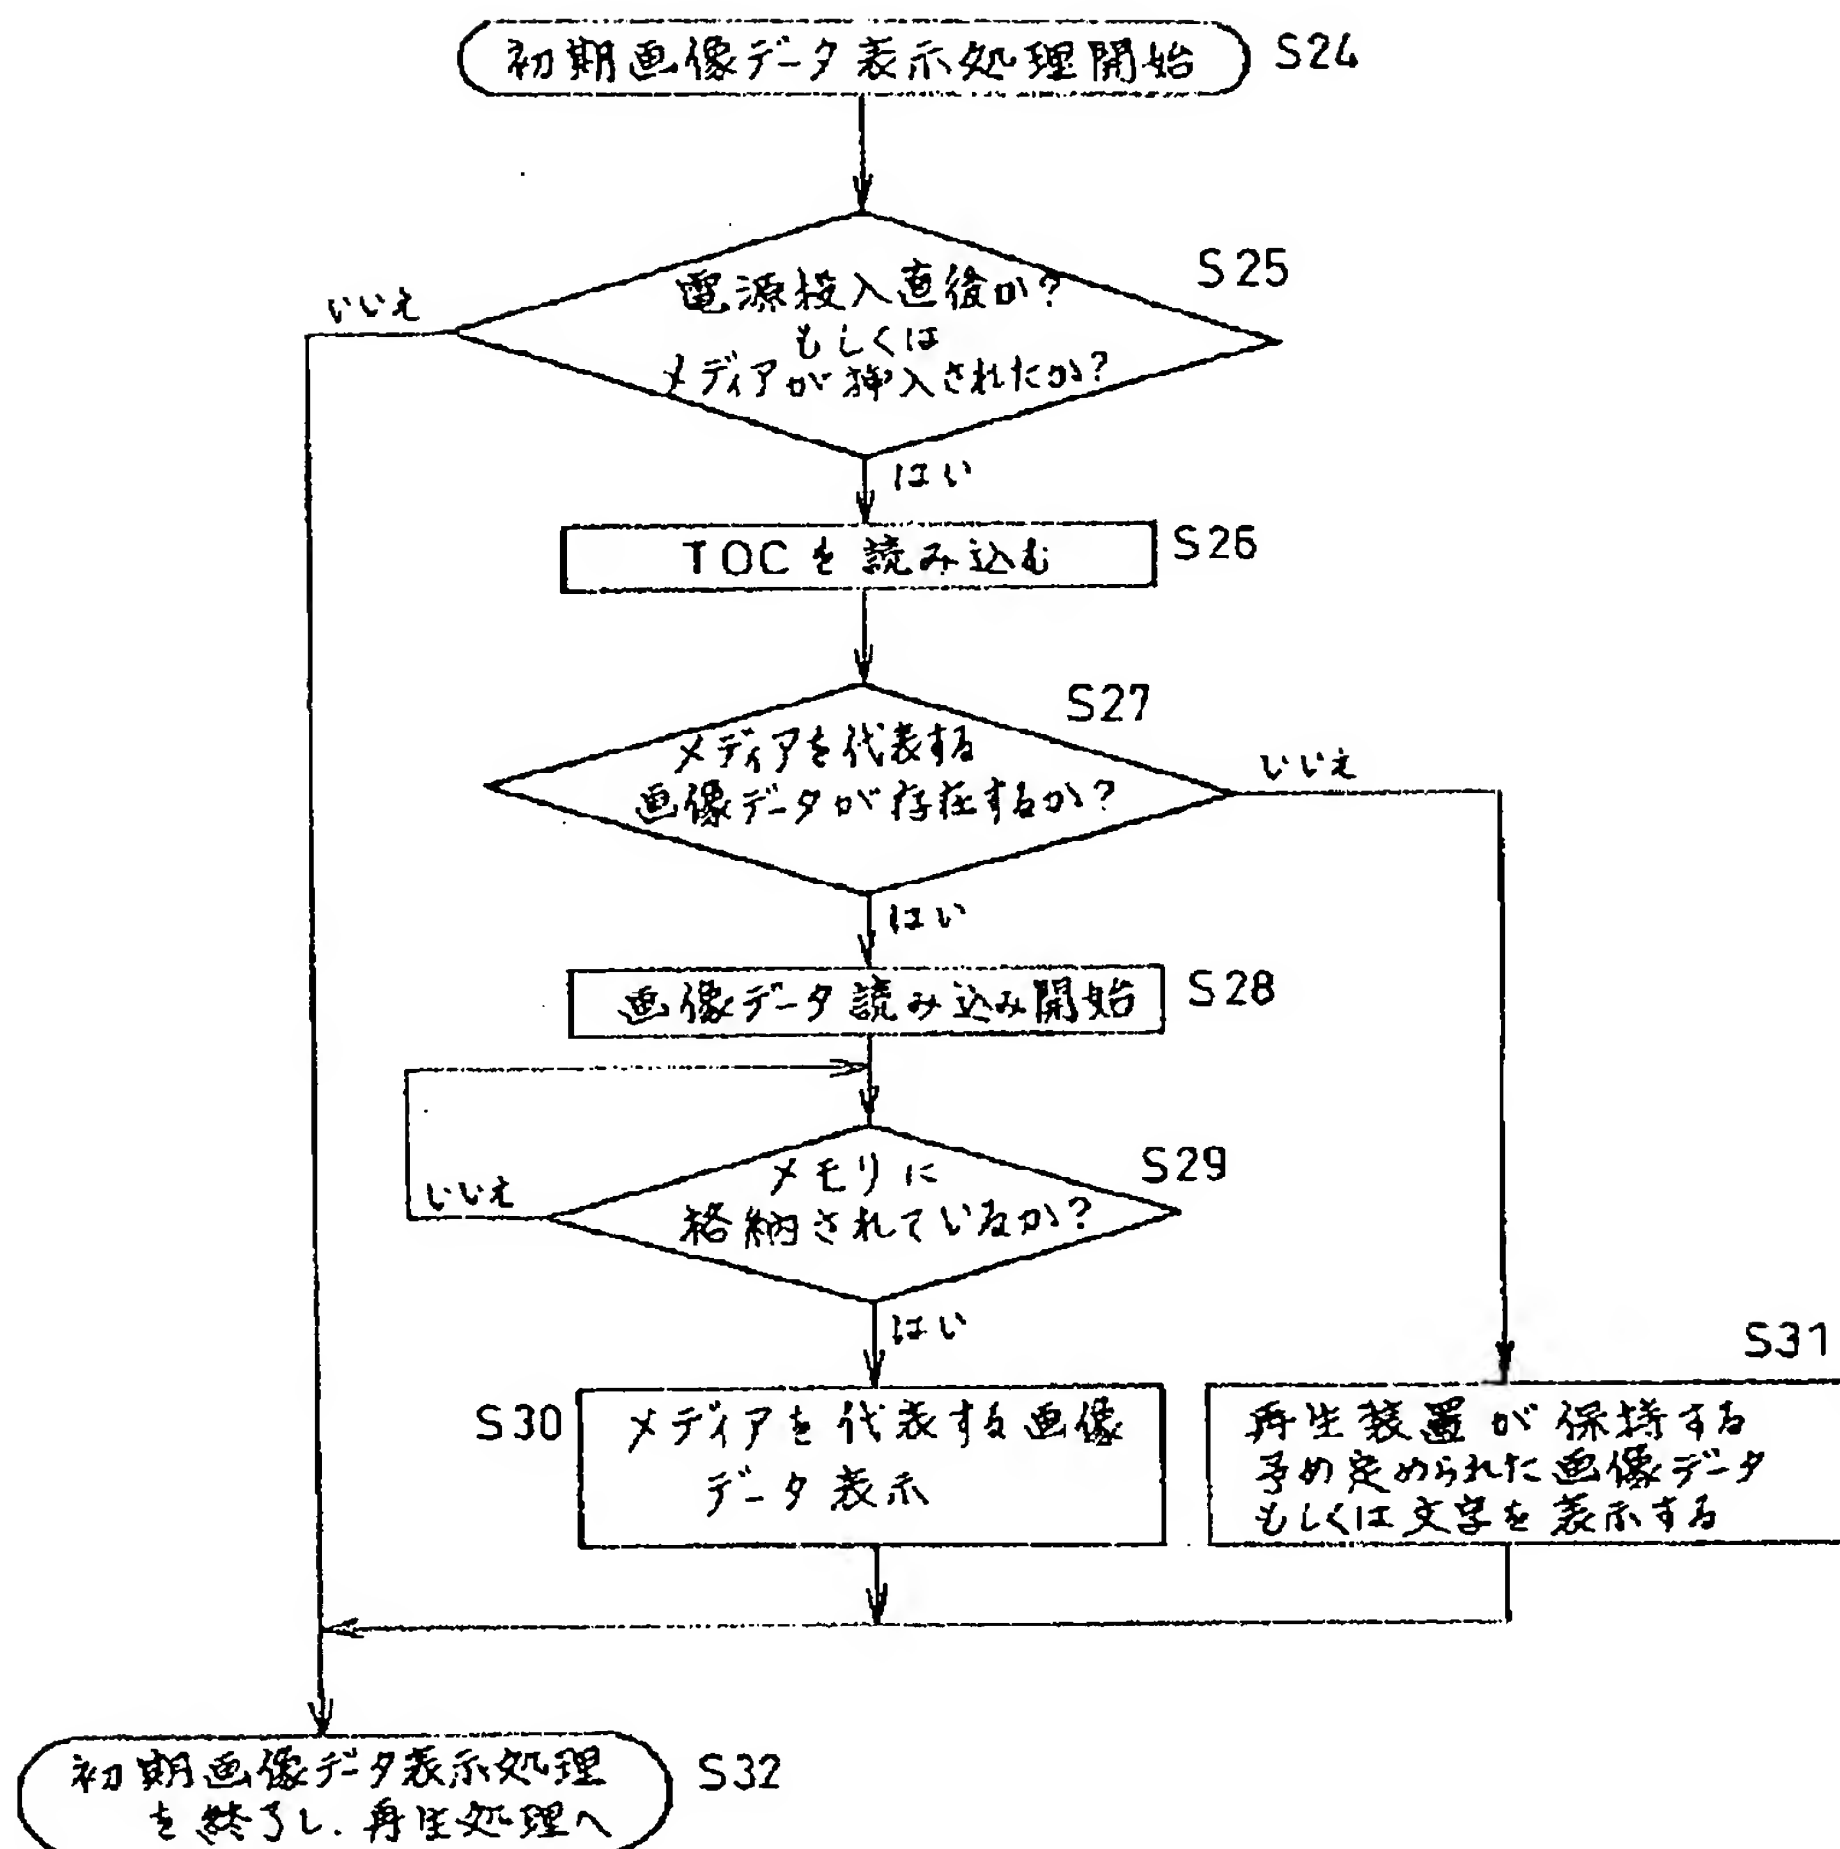 初期画像データ表示処理開始 S24
S25
電源投入直後か?
いいえ
もしくは
メディアが挿入されたか?
はい
TOCを読み込む S26
S27
メディアを代表する
いいえ
画像データが存在するか?
はい
画像データ読み込み開始 S28
S29
メモリに
いいえ
格納されているか?
はい
S31
S30
メディアを代表する画像
データ表示
再生装置が保持する
予め定められた画像データ
もしくは文字を表示する
初期画像データ表示処理
を終了し、再生処理へ
S32